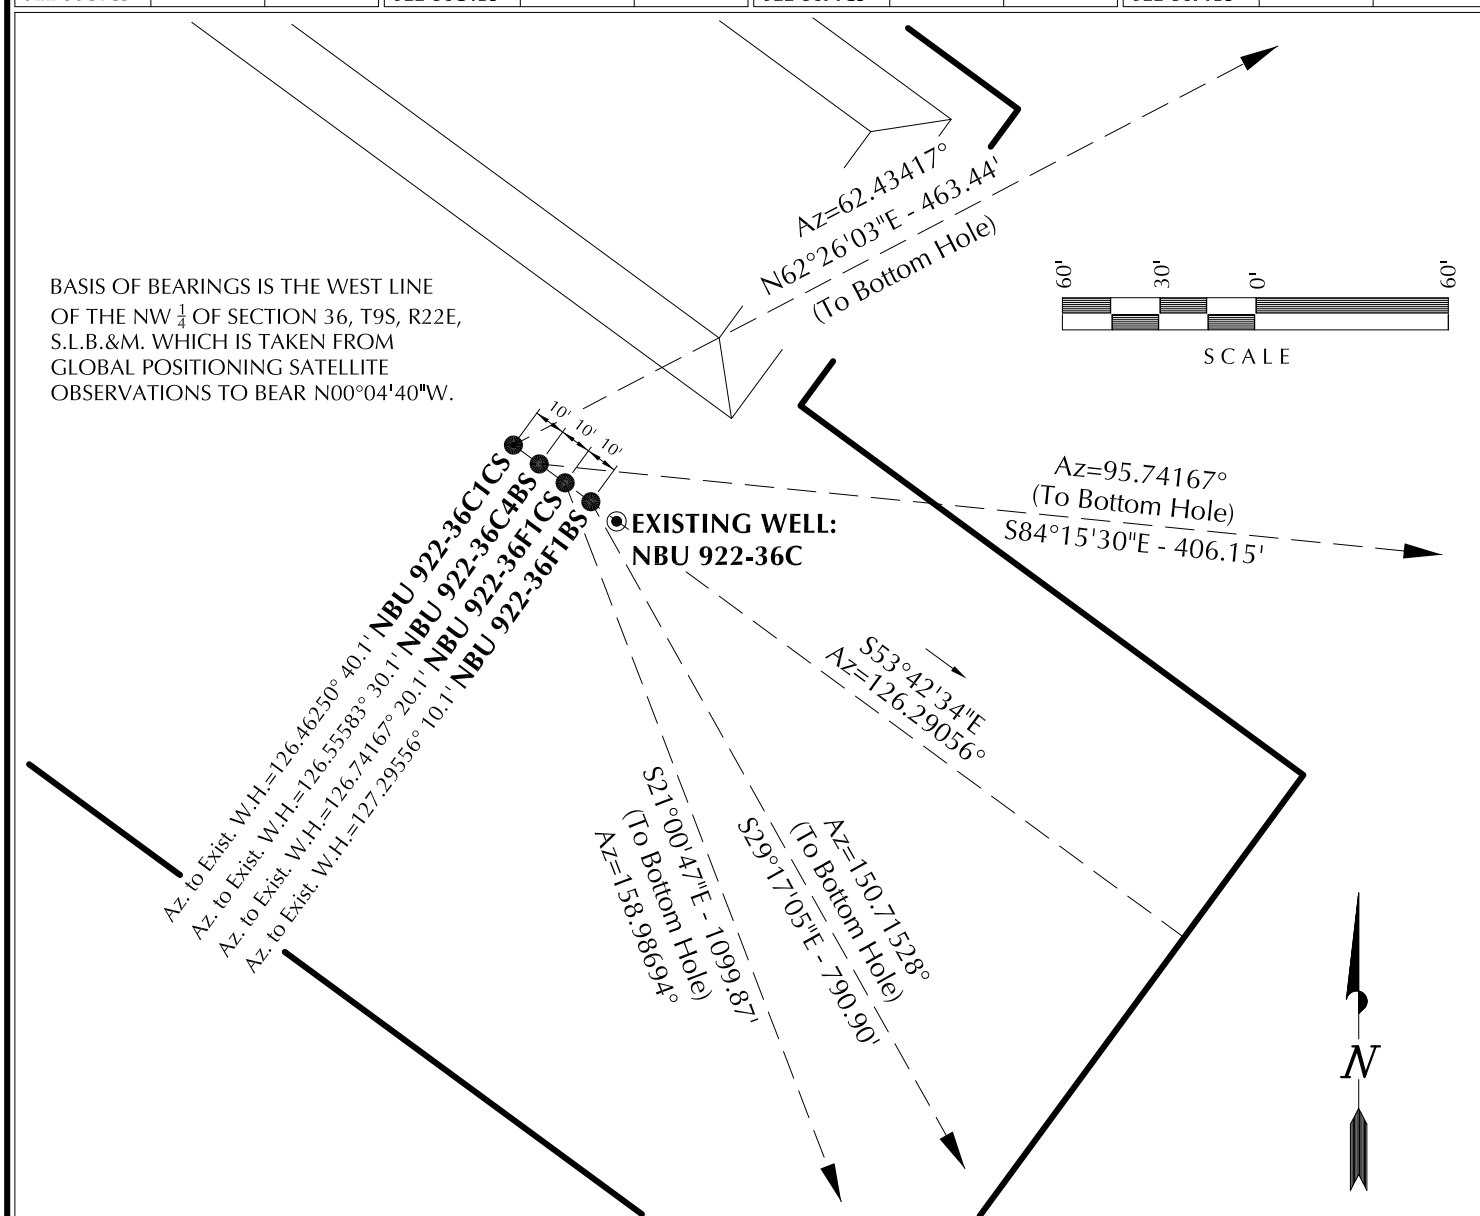 Az=62.43417°
N62°26'03"E - 463.44'
(To Bottom Hole)
BASIS OF BEARINGS IS THE WEST LINE
OF THE NW 1/4 OF SECTION 36, T9S, R22E,
S.L.B.&M. WHICH IS TAKEN FROM
GLOBAL POSITIONING SATELLITE
OBSERVATIONS TO BEAR N00°04'40"W.
60' 30' 0' 60'
SCALE
10' 10' 10'
Az=95.74167°
(To Bottom Hole)
S84°15'30"E - 406.15'
EXISTING WELL:
NBU 922-36C
Az. to Exist. W.H.=126.46250° 40.1' NBU 922-36C1CS
Az. to Exist. W.H.=126.55583° 30.1' NBU 922-36C4BS
Az. to Exist. W.H.=126.74167° 20.1' NBU 922-36F1CS
Az. to Exist. W.H.=127.29556° 10.1' NBU 922-36F1BS
S53°42'34"E
Az=126.29056°
S21°00'47"E - 1099.87'
(To Bottom Hole)
Az=158.98694°
Az=150.71528°
(To Bottom Hole)
S29°17'05"E - 790.90'
N